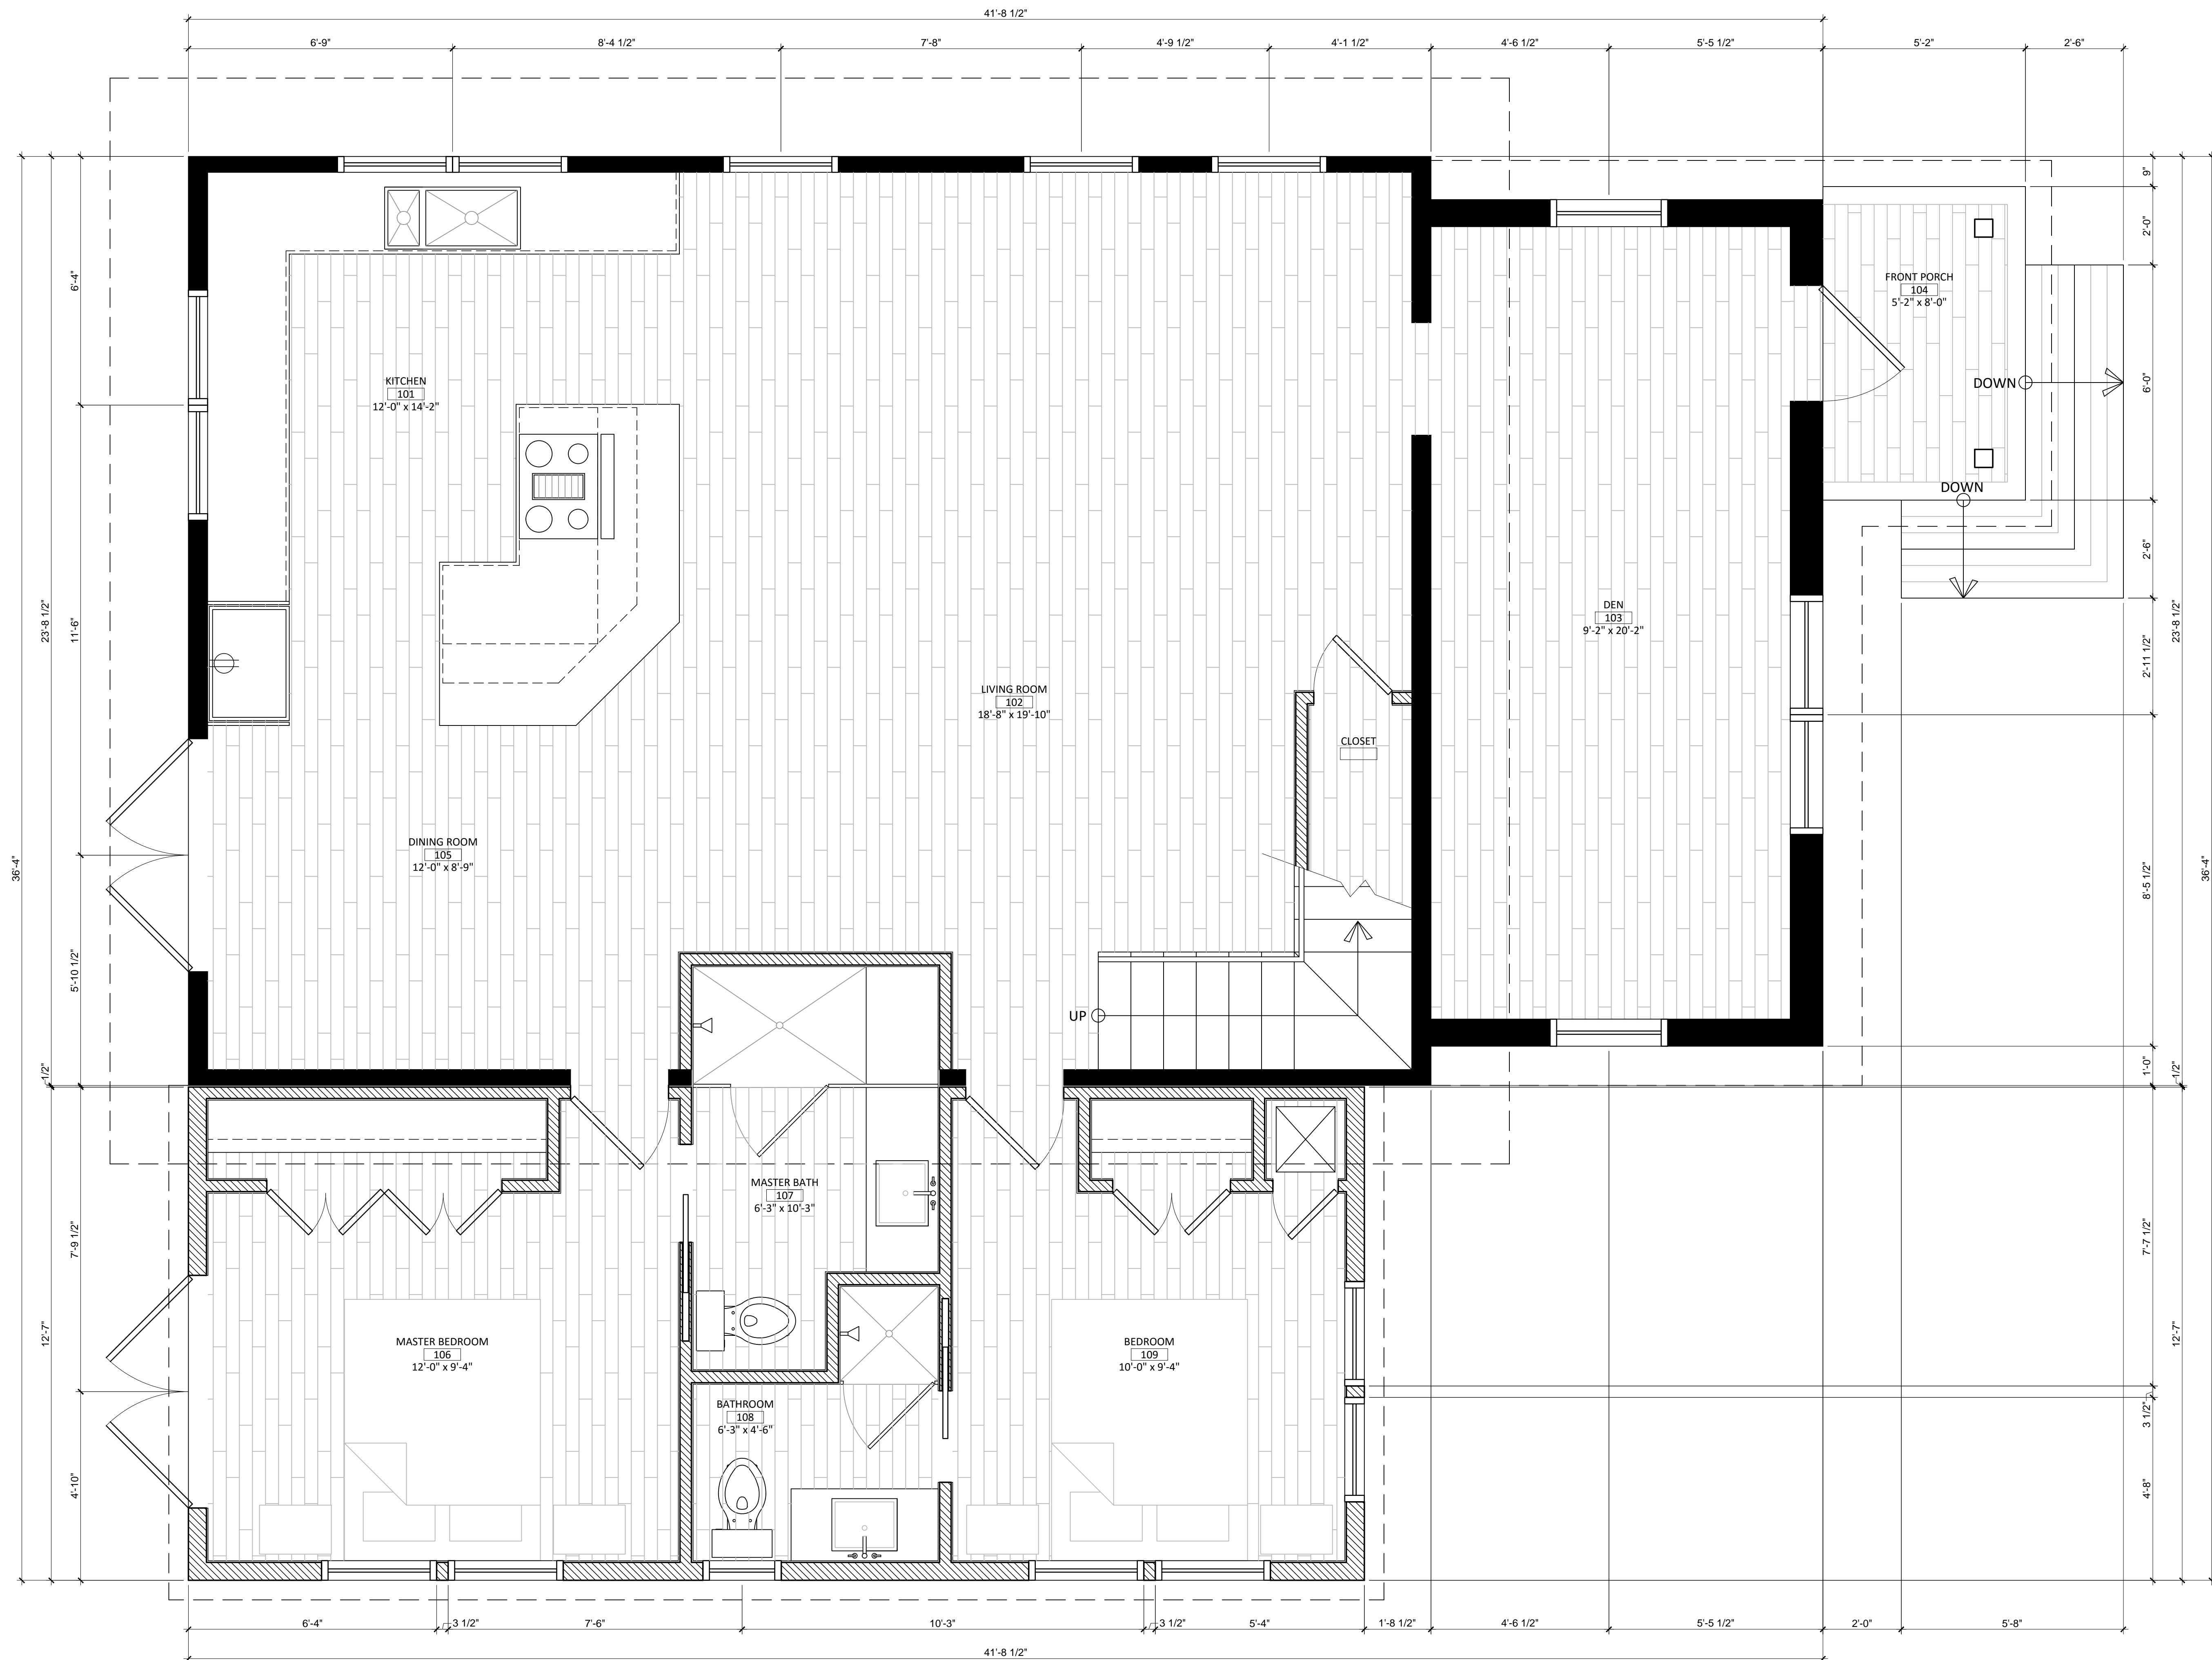 41'-8 1/2"
6'-9"
8'-4 1/2"
7'-8"
4'-9 1/2"
4'-1 1/2"
4'-6 1/2"
5'-5 1/2"
5'-2"
2'-6"
36'-4"
23'-8 1/2"
1/2"
12'-7"
6'-4"
11'-6"
5'-10 1/2"
7'-9 1/2"
4'-10"
KITCHEN
101
12'-0" x 14'-2"
LIVING ROOM
102
18'-8" x 19'-10"
DEN
103
9'-2" x 20'-2"
FRONT PORCH
104
5'-2" x 8'-0"
DOWN
DOWN
CLOSET
DINING ROOM
105
12'-0" x 8'-9"
UP
MASTER BATH
107
6'-3" x 10'-3"
MASTER BEDROOM
106
12'-0" x 9'-4"
BATHROOM
108
6'-3" x 4'-6"
BEDROOM
109
10'-0" x 9'-4"
9"
2'-0"
6'-0"
2'-6"
2'-11 1/2"
8'-5 1/2"
1'-0"
7'-7 1/2"
3 1/2"
4'-8"
23'-8 1/2"
1/2"
12'-7"
36'-4"
6'-4"
3 1/2"
7'-6"
10'-3"
3 1/2"
5'-4"
1'-8 1/2"
4'-6 1/2"
5'-5 1/2"
2'-0"
5'-8"
41'-8 1/2"